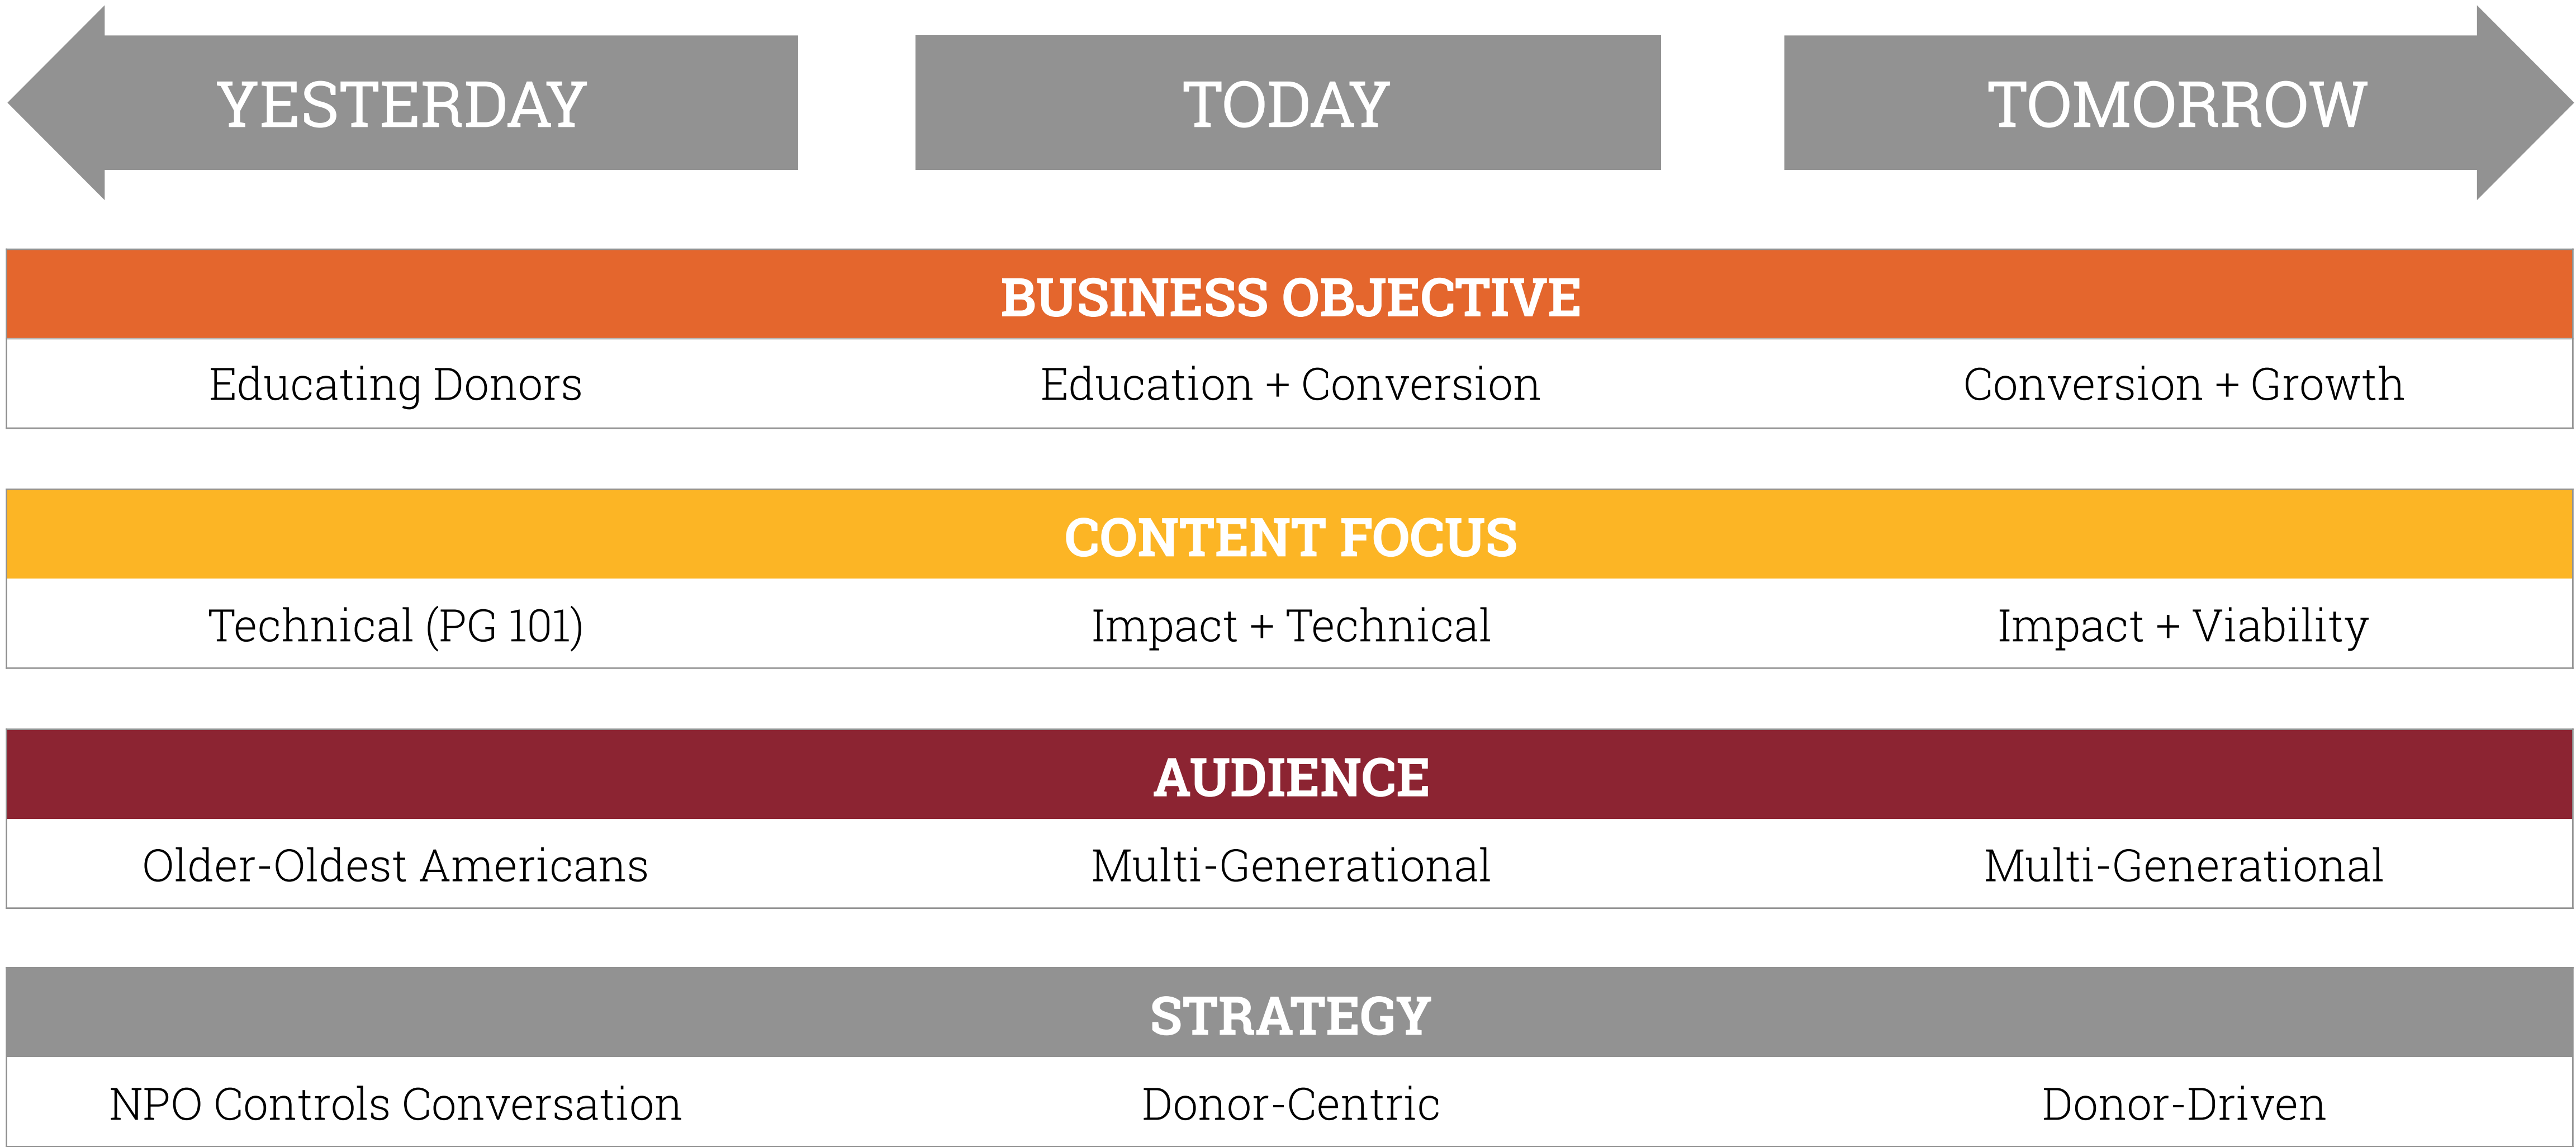 YESTERDAY TODAY TOMORROW
BUSINESS OBJECTIVE
Educating Donors Education + Conversion Conversion + Growth
CONTENT FOCUS
Technical (PG 101) Impact + Technical Impact + Viability
AUDIENCE
Older-Oldest Americans Multi-Generational Multi-Generational
STRATEGY
NPO Controls Conversation Donor-Centric Donor-Driven